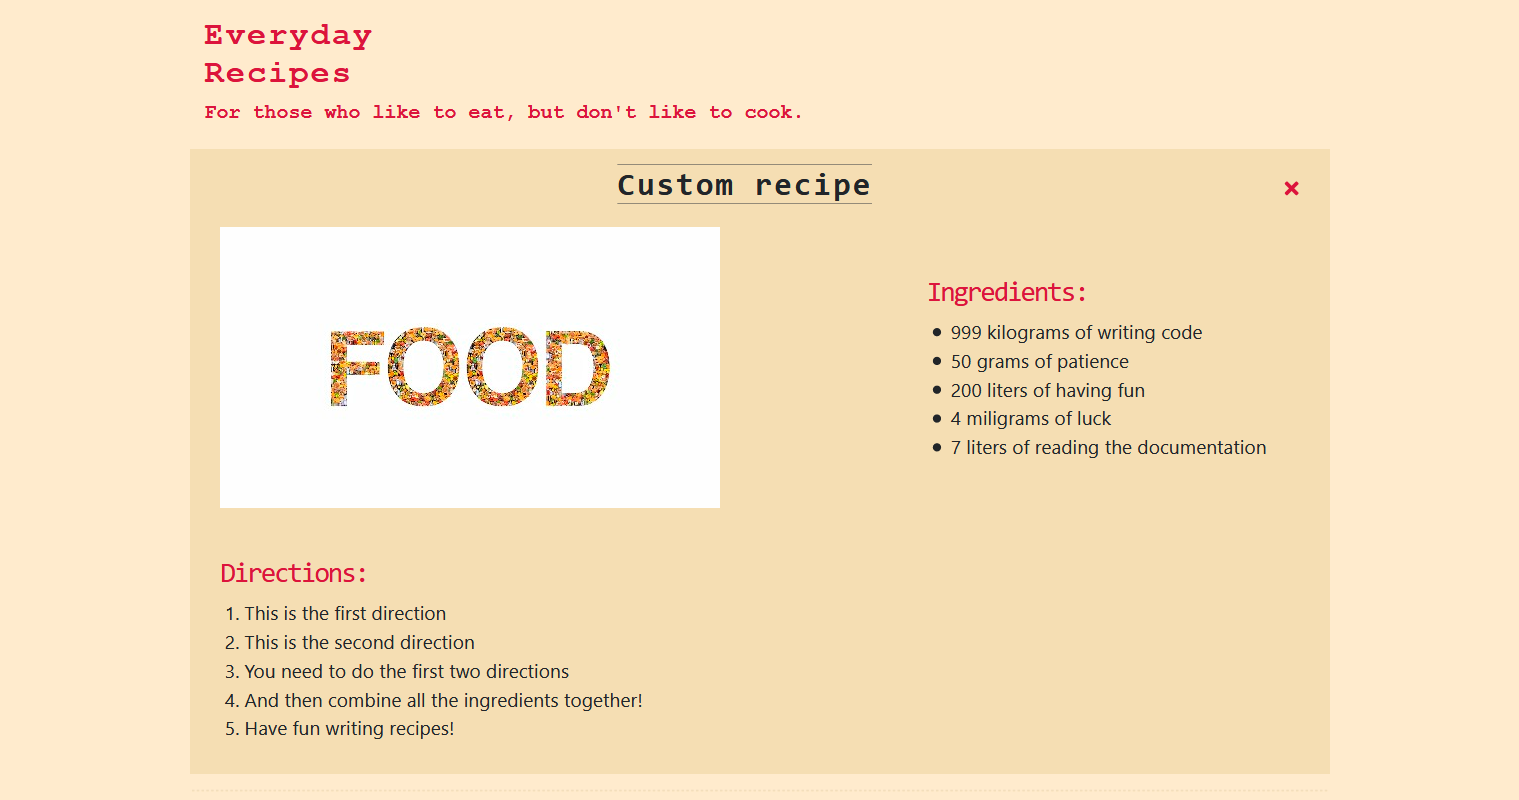 Everyday
Recipes
For those who like to eat, but don't like to cook.
Custom recipe
FOOD
Ingredients:
999 kilograms of writing code
50 grams of patience
200 liters of having fun
4 miligrams of luck
7 liters of reading the documentation
Directions:
1. This is the first direction
2. This is the second direction
3. You need to do the first two directions
4. And then combine all the ingredients together!
5. Have fun writing recipes!